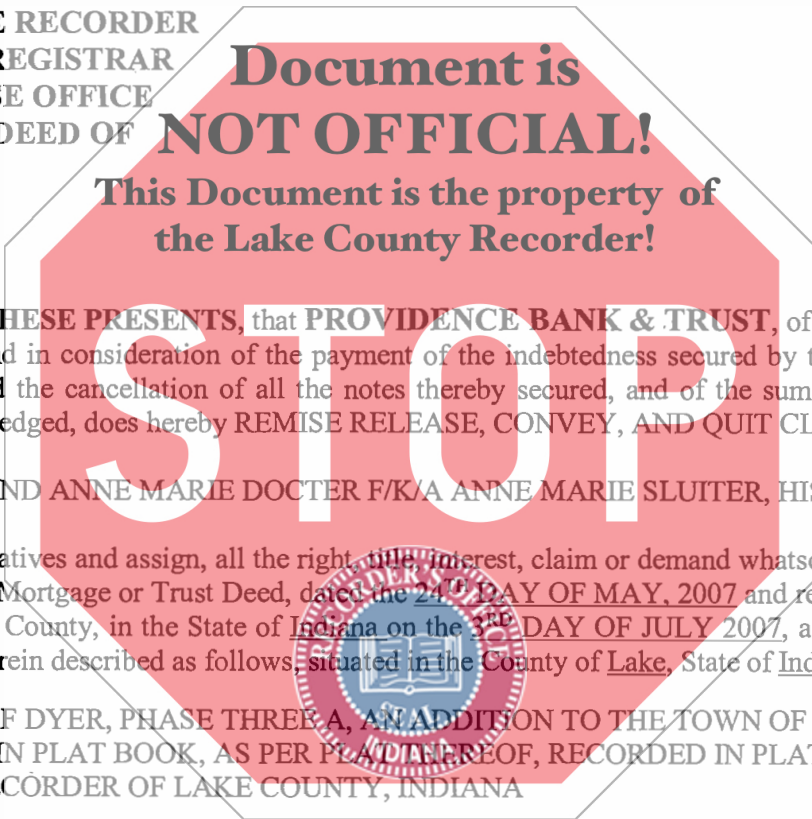 E RECORDER
REGISTRAR
SE OFFICE
DEED OF
Document is
NOT OFFICIAL!
This Document is the property of
the Lake County Recorder!
STOP
HESE PRESENTS, that PROVIDENCE BANK & TRUST, of
d in consideration of the payment of the indebtedness secured by t
d the cancellation of all the notes thereby secured, and of the sum
edged, does hereby REMISE RELEASE, CONVEY, AND QUIT CL
ND ANNE MARIE DOCTER F/K/A ANNE MARIE SLUITER, HIS
atives and assign, all the right, title, interest, claim or demand whatso
Mortgage or Trust Deed, dated the 24TH DAY OF MAY, 2007 and re
County, in the State of Indiana on the 3RD DAY OF JULY 2007, a
rein described as follows, situated in the County of Lake, State of Ind
F DYER, PHASE THREE A, AN ADDITION TO THE TOWN OF
IN PLAT BOOK, AS PER PLAT THEREOF, RECORDED IN PLAT
CORDER OF LAKE COUNTY, INDIANA
RECORDER'S OFFICE
SEAL
INDIANA